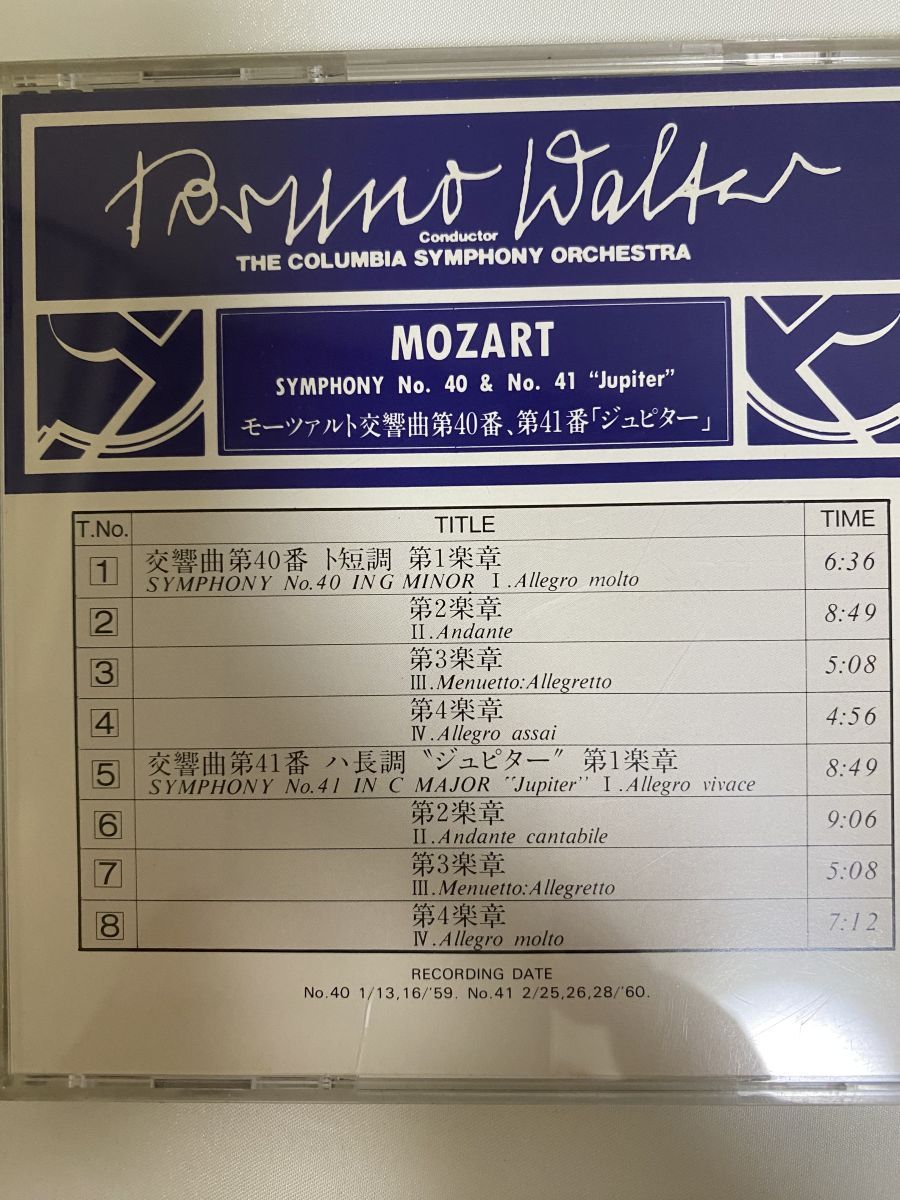 Bruno Walter
Conductor
THE COLUMBIA SYMPHONY ORCHESTRA
MOZART
SYMPHONY No. 40 & No. 41 "Jupiter"
モーツァルト交響曲第40番、第41番「ジュピター」
T.No. TITLE TIME
1 交響曲第40番 ト短調 第1楽章 6:36
SYMPHONY No.40 IN G MINOR Ⅰ.Allegro molto
2 第2楽章 8:49
Ⅱ.Andante
3 第3楽章 5:08
Ⅲ.Menuetto:Allegretto
4 第4楽章 4:56
Ⅳ.Allegro assai
5 交響曲第41番 ハ長調 〝ジュピター〞 第1楽章 8:49
SYMPHONY No.41 IN C MAJOR "Jupiter" Ⅰ.Allegro vivace
6 第2楽章 9:06
Ⅱ.Andante cantabile
7 第3楽章 5:08
Ⅲ.Menuetto:Allegretto
8 第4楽章 7:12
Ⅳ.Allegro molto
RECORDING DATE
No.40 1/13,16/'59. No.41 2/25,26,28/'60.